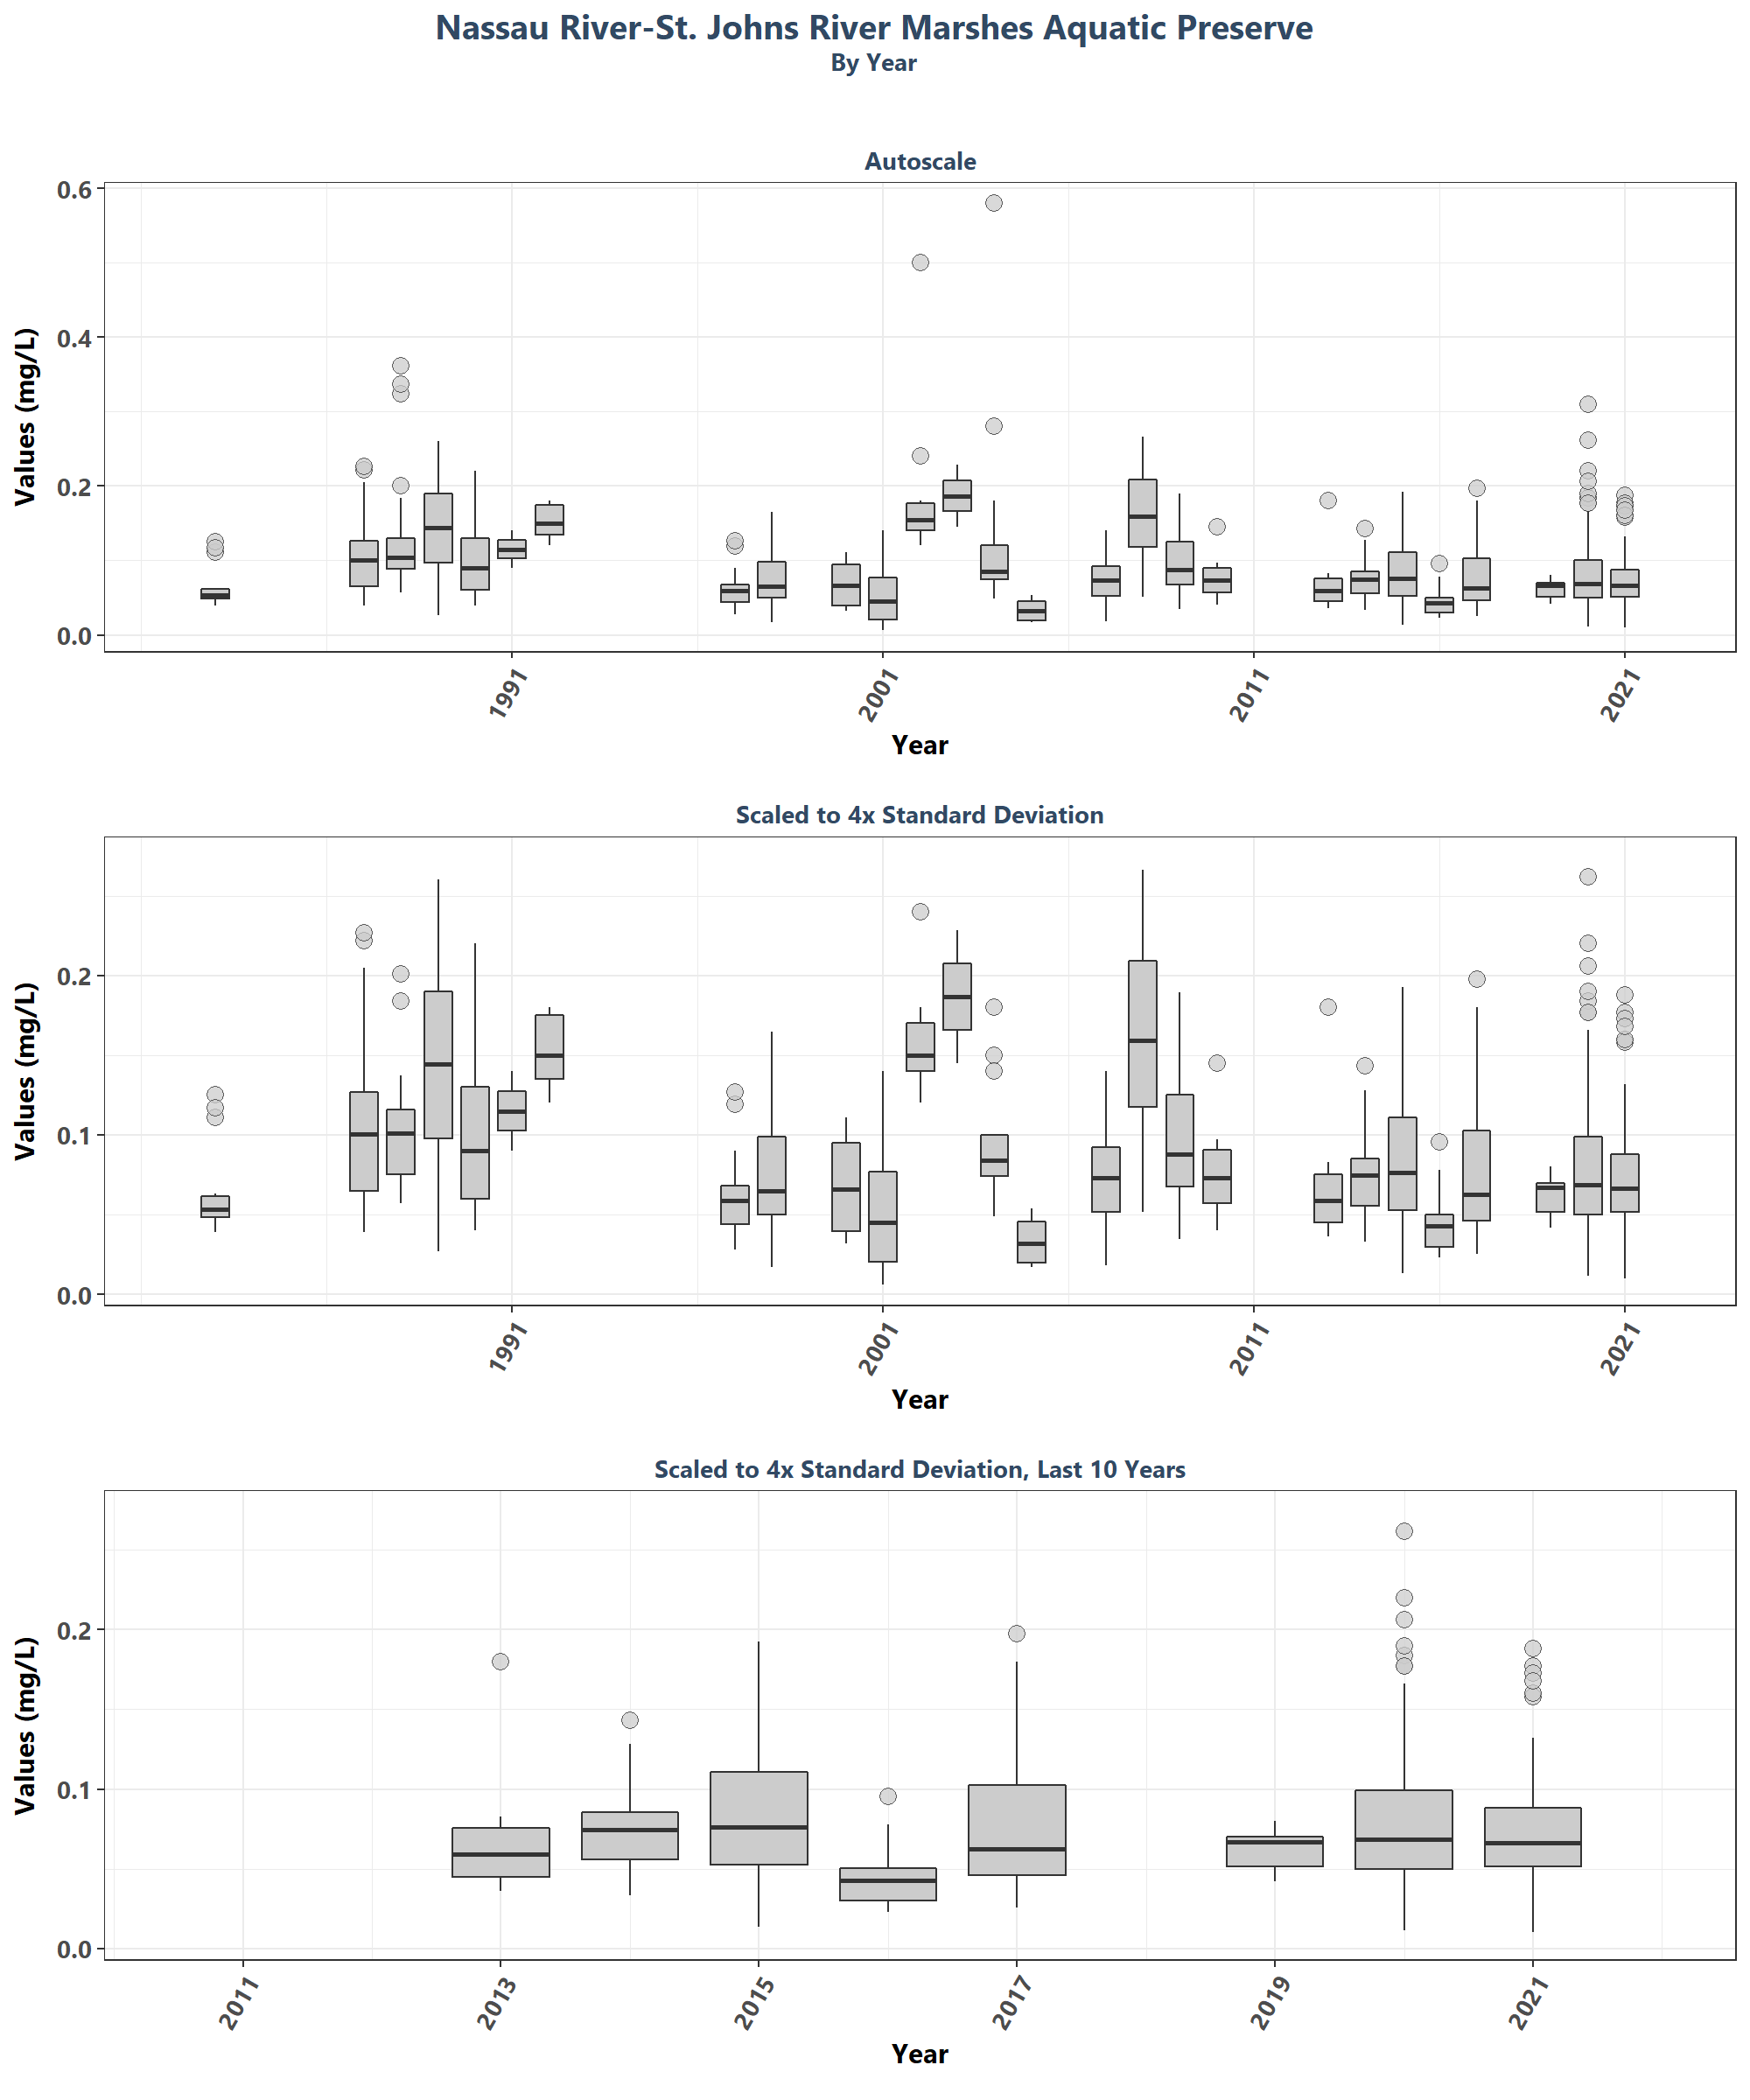 Nassau River-St. Johns River Marshes Aquatic Preserve
By Year
Autoscale
Values (mg/L)
0.6
0.4
0.2
0.0
1991
2001
2011
2021
Year
Scaled to 4x Standard Deviation
Values (mg/L)
0.2
0.1
0.0
1991
2001
2011
2021
Year
Scaled to 4x Standard Deviation, Last 10 Years
Values (mg/L)
0.2
0.1
0.0
2011
2013
2015
2017
2019
2021
Year